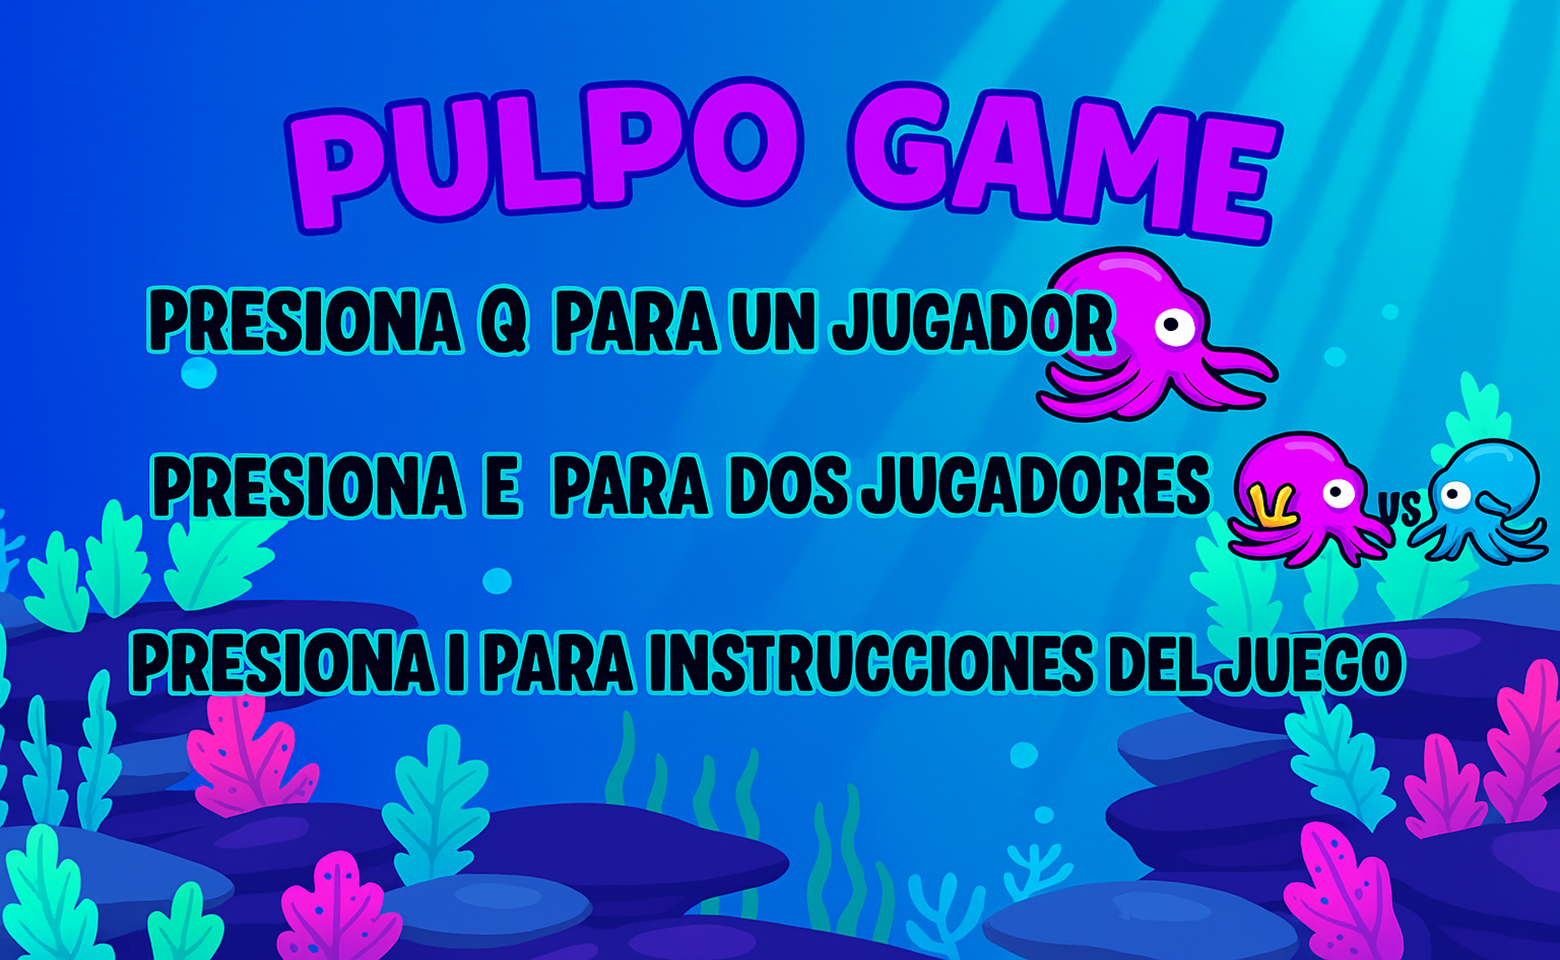 PULPO GAME
PRESIONA Q PARA UN JUGADOR
PRESIONA E PARA DOS JUGADORES
VS
PRESIONA I PARA INSTRUCCIONES DEL JUEGO